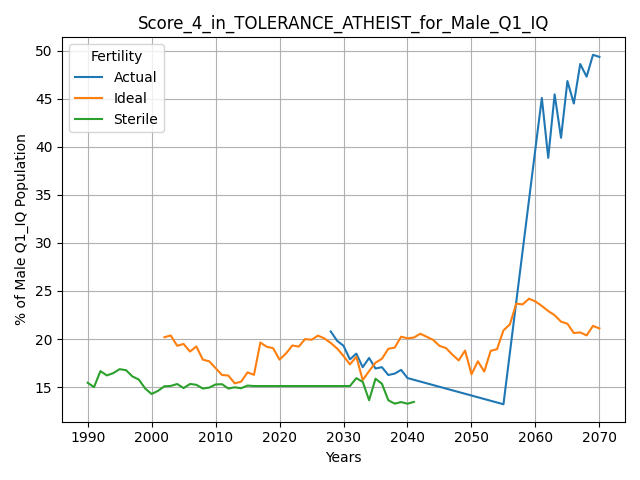 Score_4_in_TOLERANCE_ATHEIST_for_Male_Q1_IQ
Fertility
Actual
Ideal
Sterile
% of Male Q1_IQ Population
50
45
40
35
30
25
20
15
1990 2000 2010 2020 2030 2040 2050 2060 2070
Years